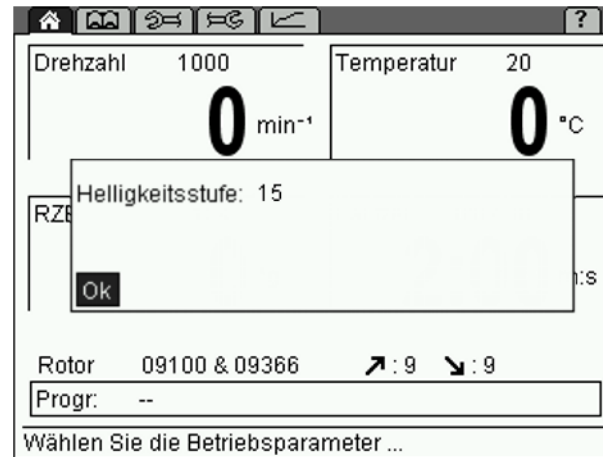 ?
Drehzahl 1000 Temperatur 20
0 min⁻¹ 0 °C
Helligkeitsstufe: 15
Ok
Rotor 09100 & 09366 ↗ : 9 ↘ : 9
Progr: --
Wählen Sie die Betriebsparameter ...